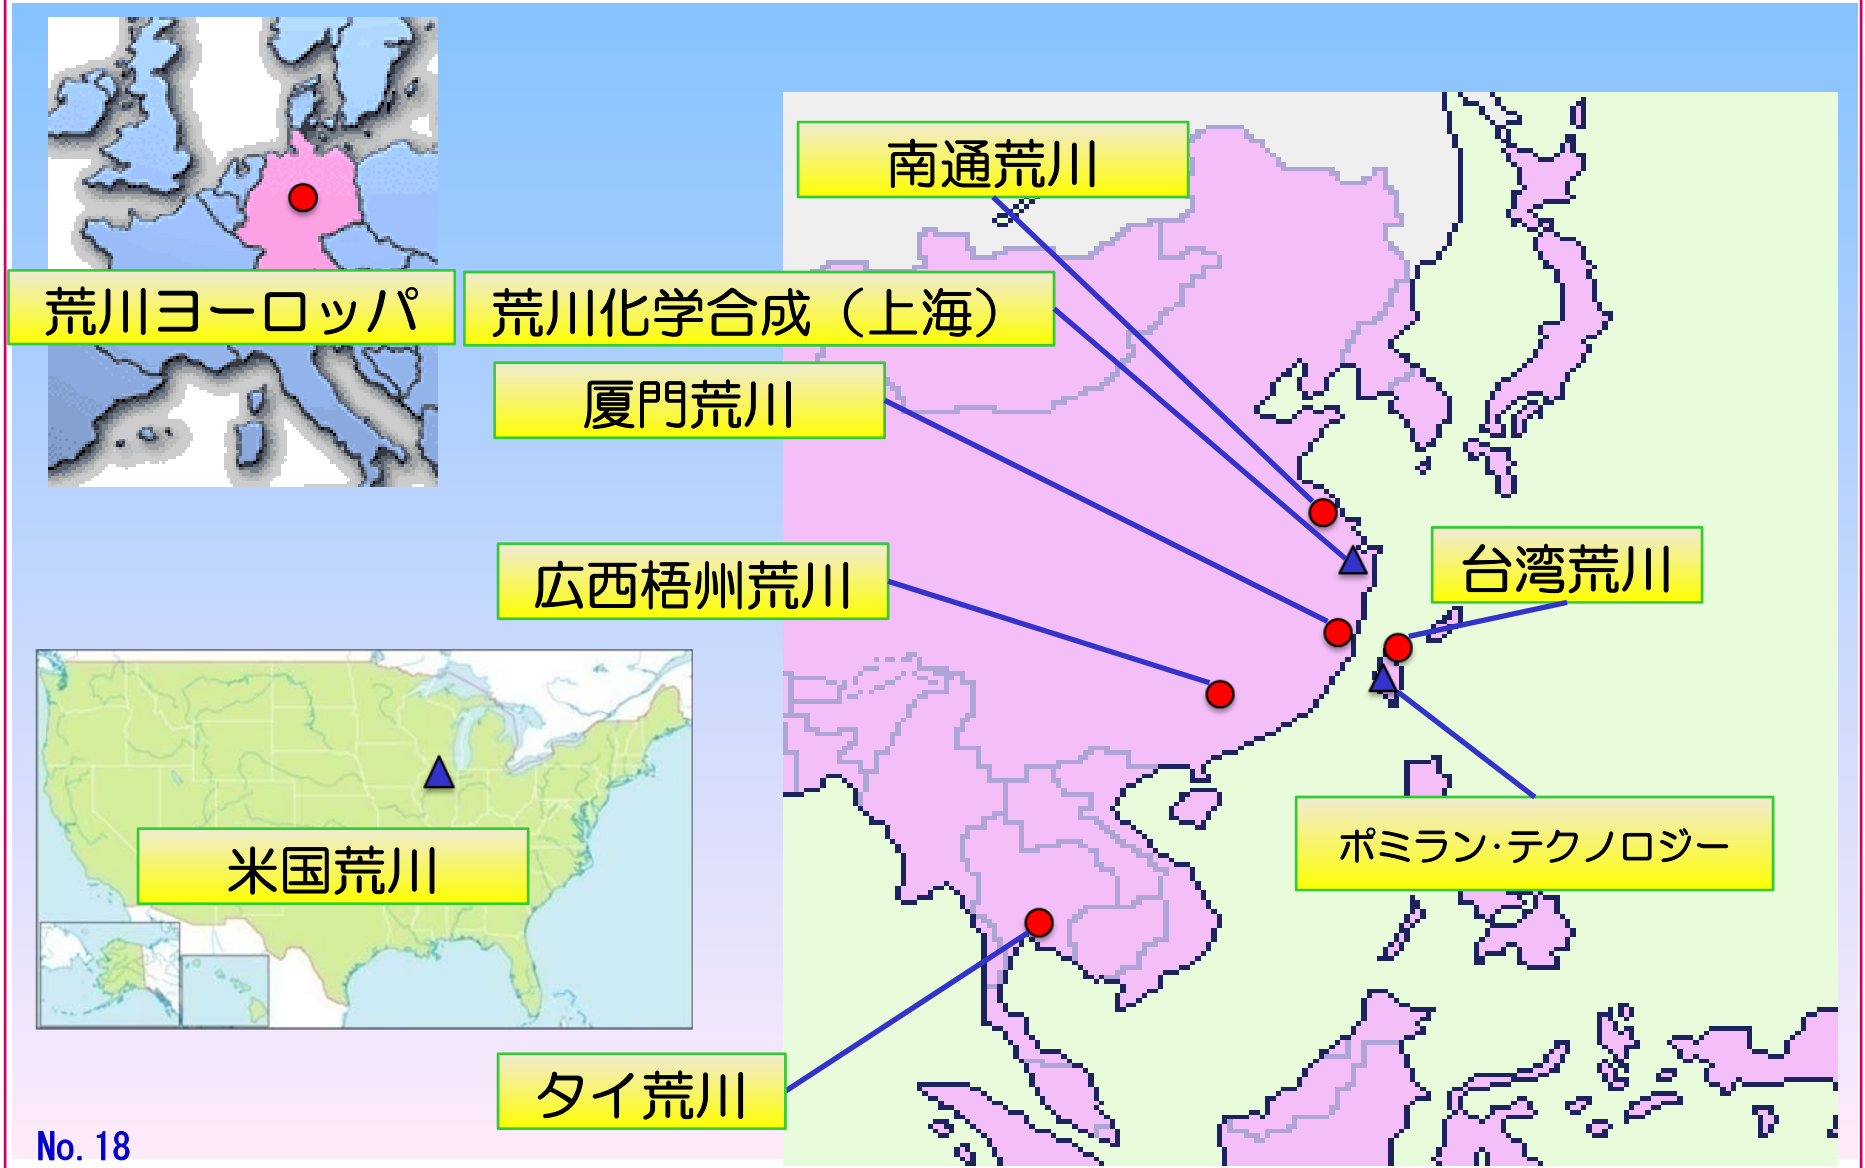 南通荒川
荒川ヨーロッパ
荒川化学合成（上海）
厦門荒川
広西梧州荒川
台湾荒川
ポミラン・テクノロジー
米国荒川
タイ荒川
No.18